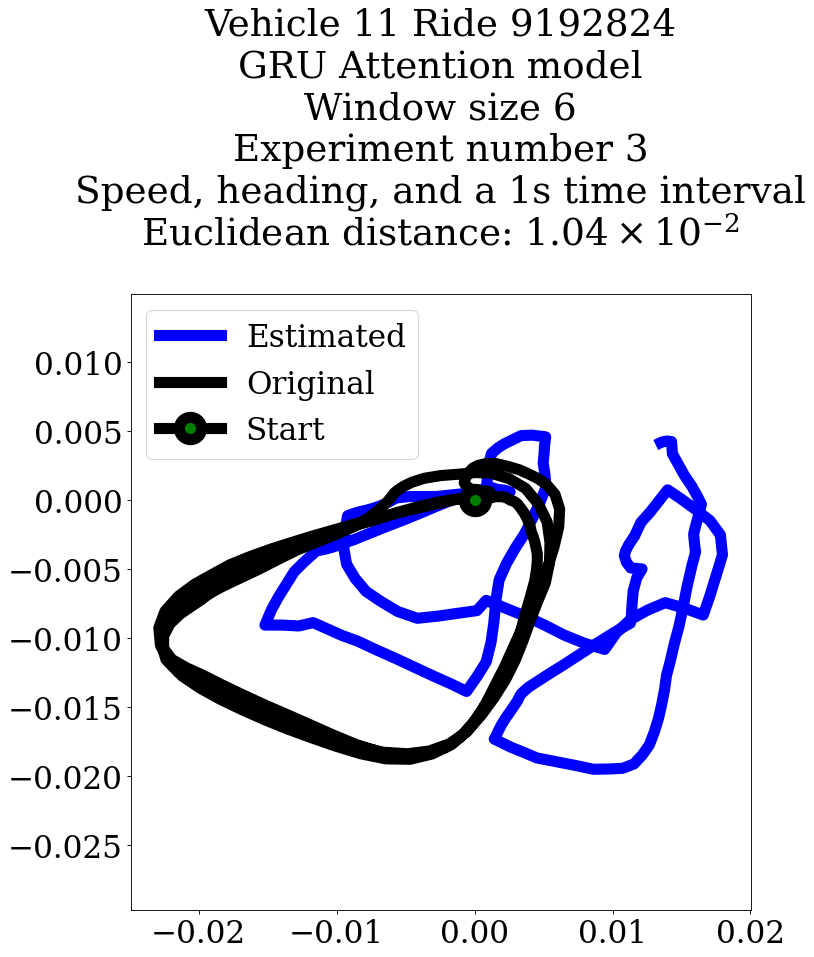 Vehicle 11 Ride 9192824
GRU Attention model
Window size 6
Experiment number 3
Speed, heading, and a 1s time interval
Euclidean distance: 1.04 × 10⁻²
Estimated
Original
Start
0.010
0.005
0.000
−0.005
−0.010
−0.015
−0.020
−0.025
−0.02 −0.01 0.00 0.01 0.02